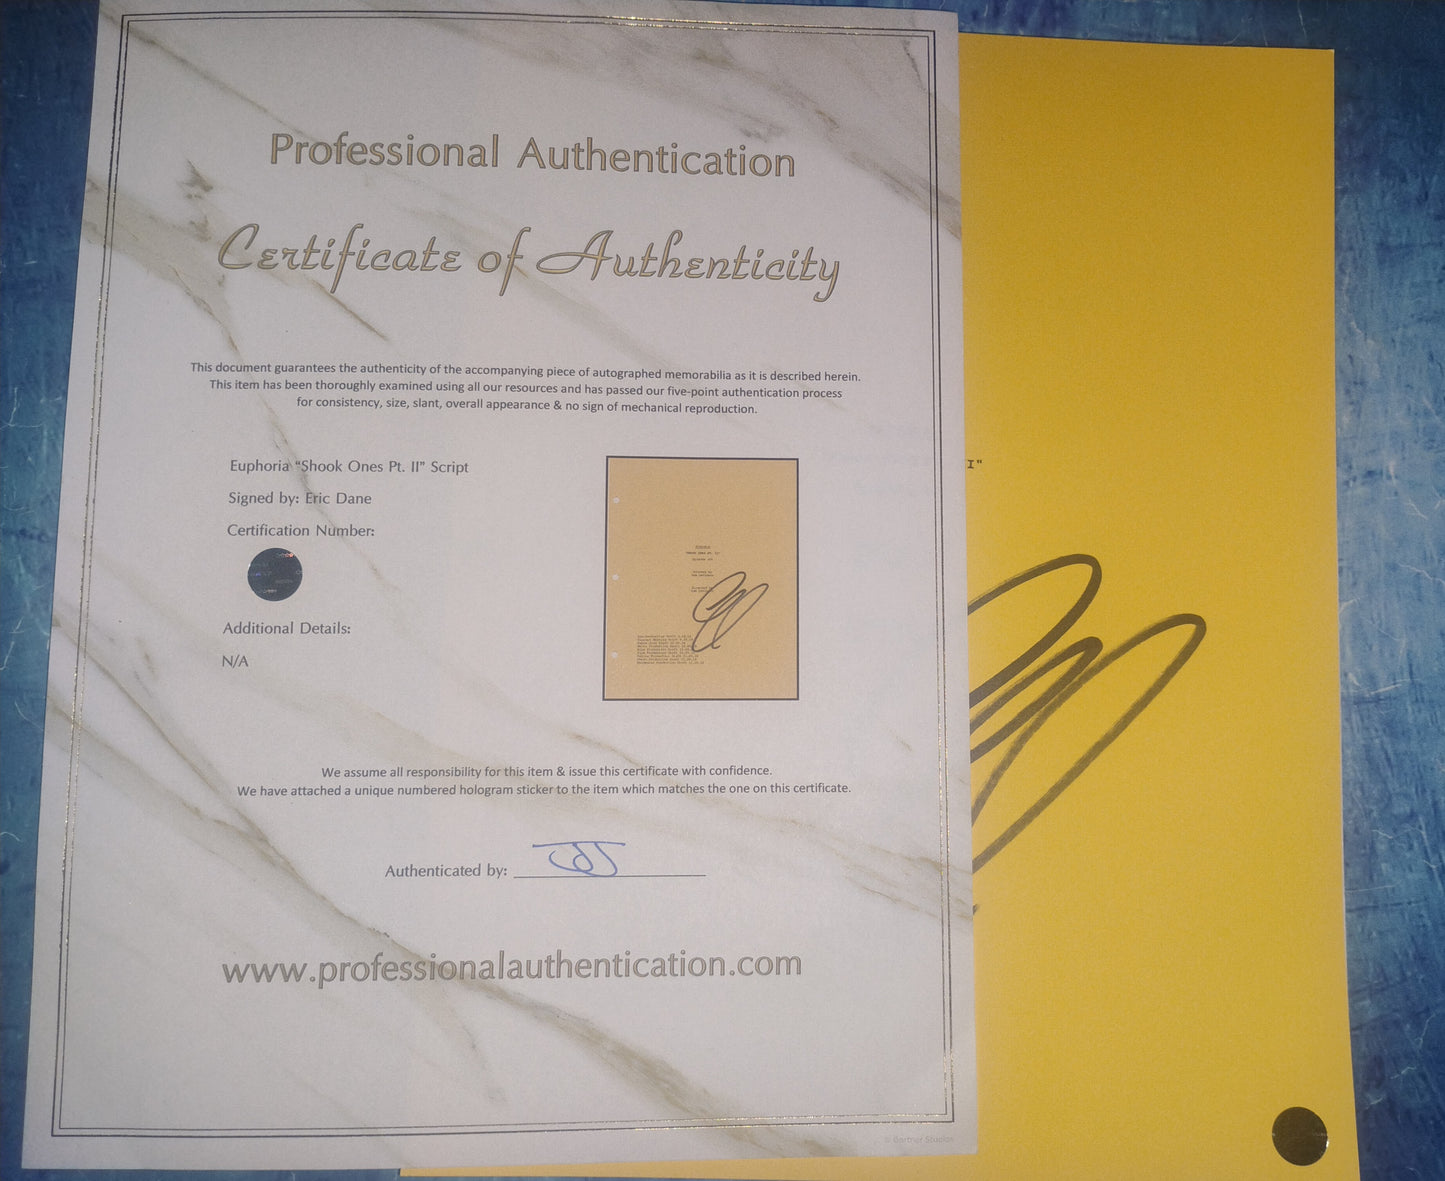 Professional Authentication
Certificate of Authenticity
This document guarantees the authenticity of the accompanying piece of autographed memorabilia as it is described herein.
This item has been thoroughly examined using all our resources and has passed our five-point authentication process
for consistency, size, slant, overall appearance & no sign of mechanical reproduction.
Euphoria “Shook Ones Pt. II” Script
Signed by: Eric Dane
Certification Number:
Additional Details:
N/A
I"
We assume all responsibility for this item & issue this certificate with confidence.
We have attached a unique numbered hologram sticker to the item which matches the one on this certificate.
Authenticated by:
www.professionalauthentication.com
© Gartner Studios